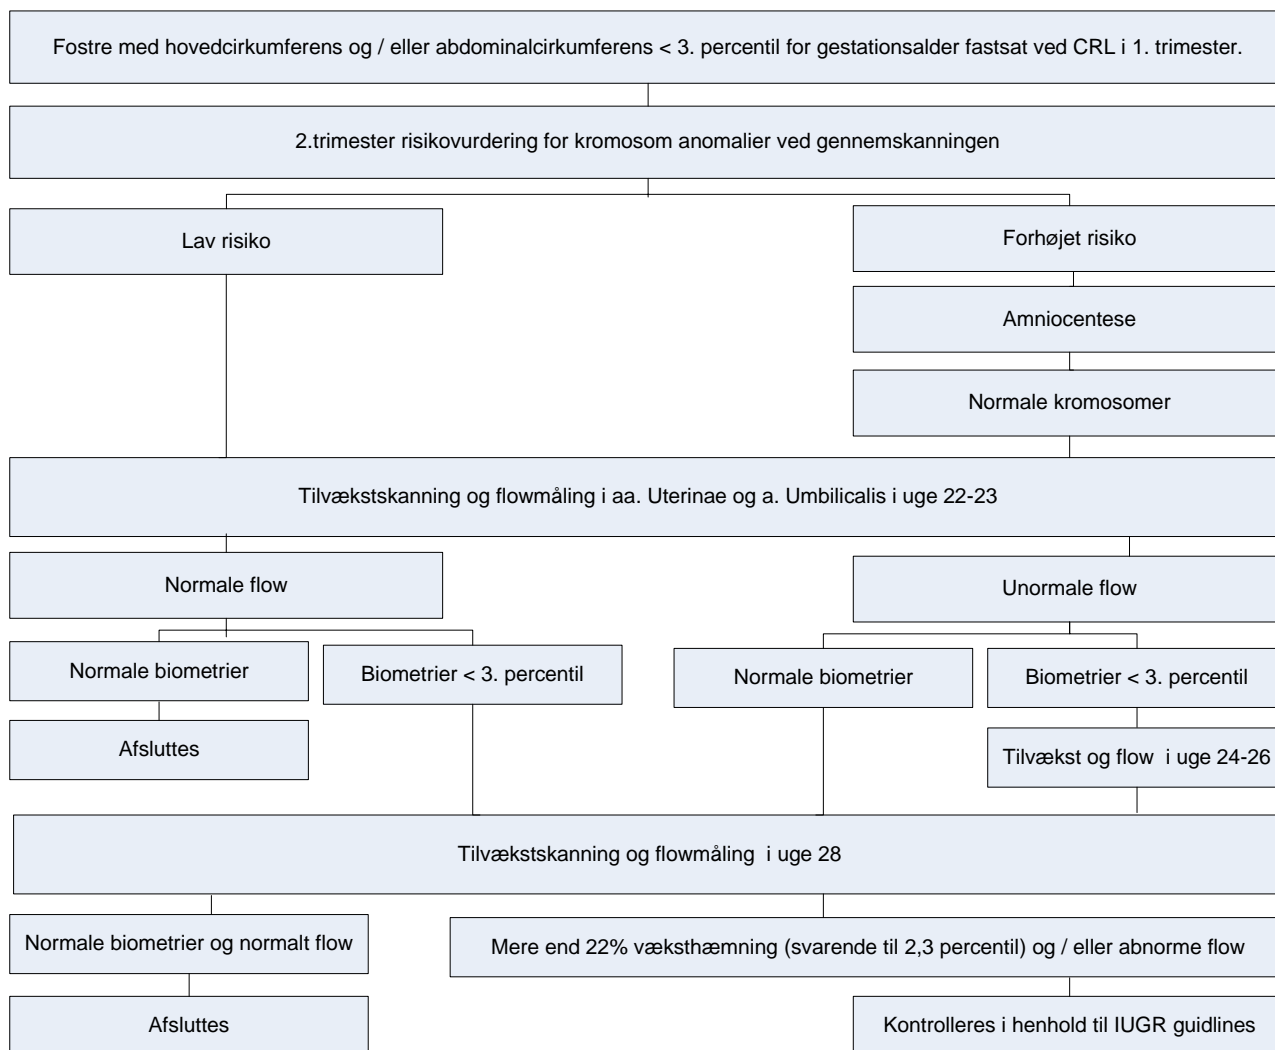 Fostre med hovedcirkumferens og / eller abdominalcirkumferens < 3. percentil for gestationsalder fastsat ved CRL i 1. trimester.
2.trimester risikovurdering for kromosom anomalier ved gennemskanningen
Lav risiko
Forhøjet risiko
Amniocentese
Normale kromosomer
Tilvækstskanning og flowmåling i aa. Uterinae og a. Umbilicalis i uge 22-23
Normale flow
Unormale flow
Normale biometrier
Biometrier < 3. percentil
Normale biometrier
Biometrier < 3. percentil
Afsluttes
Tilvækst og flow i uge 24-26
Tilvækstskanning og flowmåling i uge 28
Normale biometrier og normalt flow
Mere end 22% væksthæmning (svarende til 2,3 percentil) og / eller abnorme flow
Afsluttes
Kontrolleres i henhold til IUGR guidlines